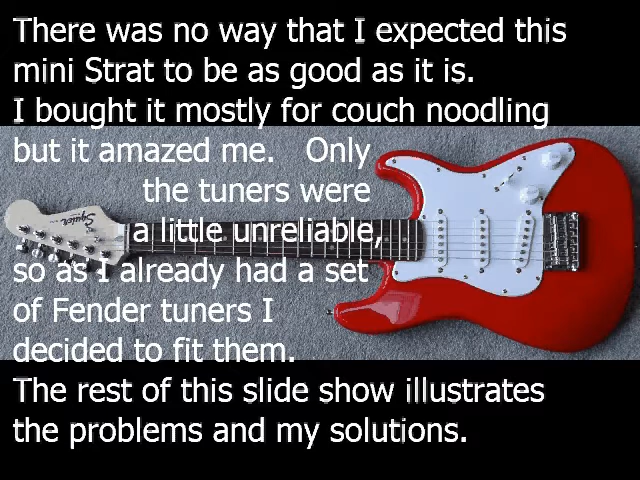 There was no way that I expected this
mini Strat to be as good as it is.
I bought it mostly for couch noodling
but it amazed me. Only
the tuners were
a little unreliable,
so as I already had a set
of Fender tuners I
decided to fit them.
The rest of this slide show illustrates
the problems and my solutions.
Squier